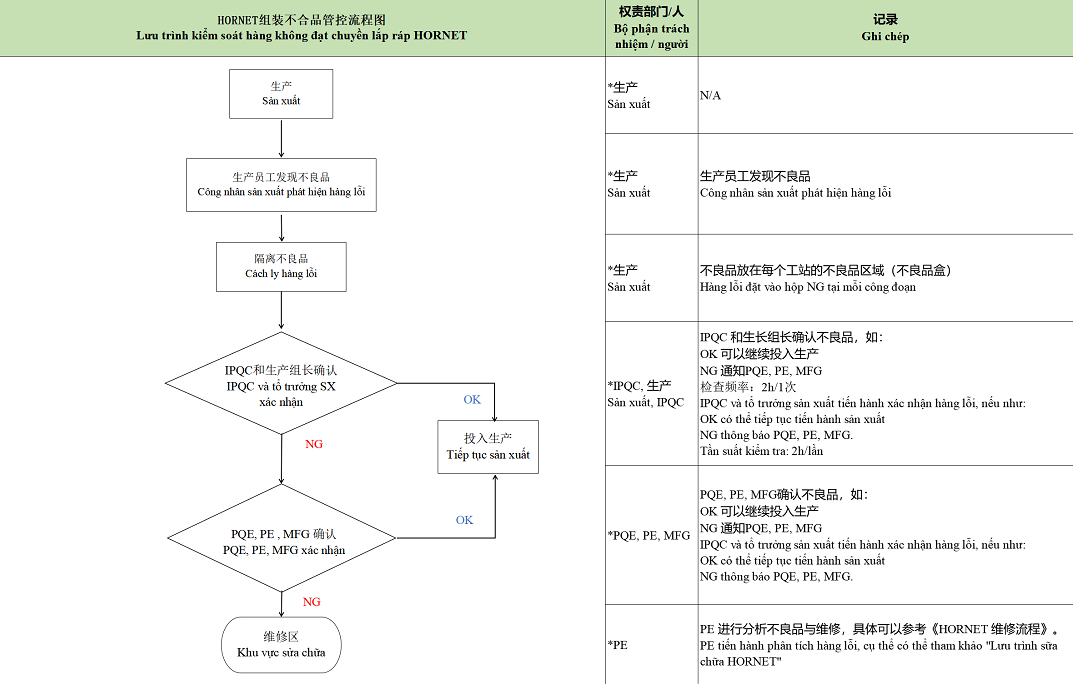 HORNET组装不合品管控流程图
Lưu trình kiểm soát hàng không đạt chuyền lắp ráp HORNET
权责部门/人
Bộ phận trách
nhiệm / người
记录
Ghi chép
生产
Sản xuất
*生产
Sản xuất
N/A
生产员工发现不良品
Công nhân sản xuất phát hiện hàng lỗi
*生产
Sản xuất
生产员工发现不良品
Công nhân sản xuất phát hiện hàng lỗi
隔离不良品
Cách ly hàng lỗi
*生产
Sản xuất
不良品放在每个工站的不良品区域（不良品盒）
Hàng lỗi đặt vào hộp NG tại mỗi công đoạn
IPQC和生产组长确认
IPQC và tổ trưởng SX
xác nhận
OK
NG
投入生产
Tiếp tục sản xuất
*IPQC, 生产
Sản xuất, IPQC
IPQC 和生长组长确认不良品，如：
OK 可以继续投入生产
NG 通知PQE, PE, MFG
检查频率：2h/1次
IPQC và tổ trưởng sản xuất tiến hành xác nhận hàng lỗi, nếu như:
OK có thể tiếp tục tiến hành sản xuất
NG thông báo PQE, PE, MFG.
Tần suất kiểm tra: 2h/lần
PQE, PE , MFG 确认
PQE, PE, MFG xác nhận
OK
NG
*PQE, PE, MFG
PQE, PE, MFG确认不良品，如：
OK 可以继续投入生产
NG 通知PQE, PE, MFG
IPQC và tổ trưởng sản xuất tiến hành xác nhận hàng lỗi, nếu như:
OK có thể tiếp tục tiến hành sản xuất
NG thông báo PQE, PE, MFG.
维修区
Khu vực sửa chữa
*PE
PE 进行分析不良品与维修，具体可以参考《HORNET 维修流程》。
PE tiến hành phân tích hàng lỗi, cụ thể có thể tham khảo "Lưu trình sửa
chữa HORNET"